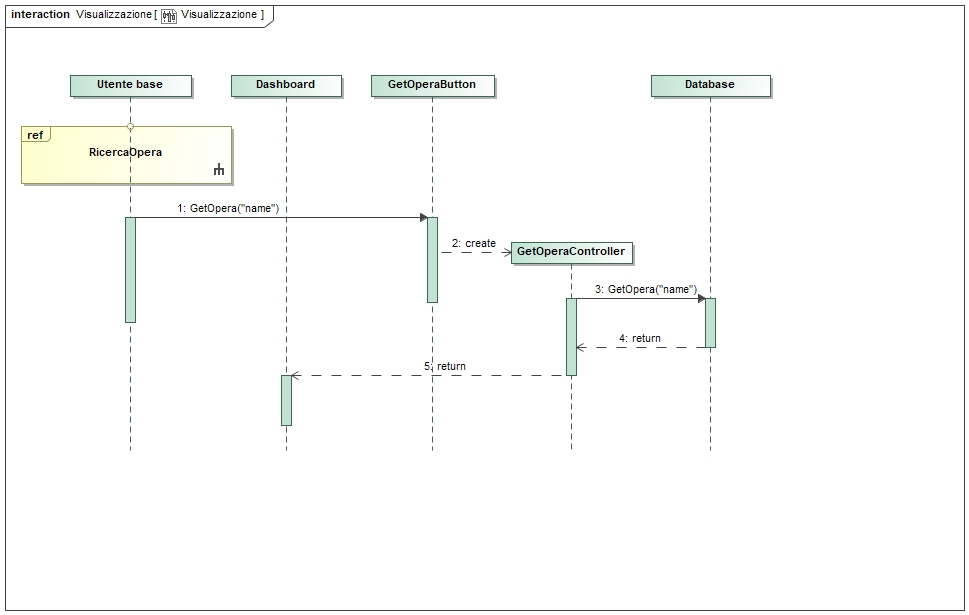 interaction Visualizzazione [ Visualizzazione ]
Utente base
Dashboard
GetOperaButton
Database
ref
RicercaOpera
1: GetOpera("name")
2: create
GetOperaController
3: GetOpera("name")
4: return
5: return